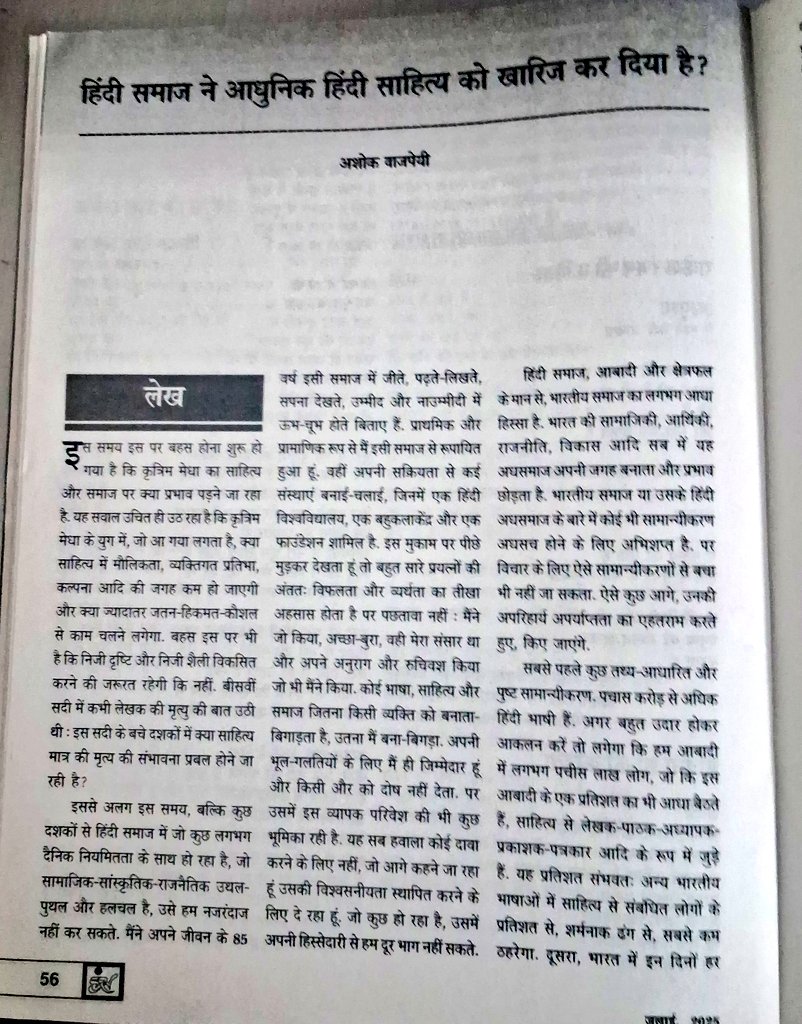 हिंदी समाज ने आधुनिक हिंदी साहित्य को खारिज कर दिया है?
अशोक वाजपेयी
लेख
इस समय इस पर बहस होना शुरू हो
गया है कि कृत्रिम मेधा का साहित्य
और समाज पर क्या प्रभाव पड़ने जा रहा
है. यह सवाल उचित ही उठ रहा है कि कृत्रिम
मेधा के युग में, जो आ गया लगता है, क्या
साहित्य में मौलिकता, व्यक्तिगत प्रतिभा,
कल्पना आदि की जगह कम हो जाएगी
और क्या ज्यादातर जतन-हिकमत-कौशल
से काम चलने लगेगा. बहस इस पर भी
है कि निजी दृष्टि और निजी शैली विकसित
करने की जरूरत रहेगी कि नहीं. बीसवीं
सदी में कभी लेखक की मृत्यु की बात उठी
थी : इस सदी के बचे दशकों में क्या साहित्य
मात्र की मृत्य की संभावना प्रबल होने जा
रही है?
इससे अलग इस समय, बल्कि कुछ
दशकों से हिंदी समाज में जो कुछ लगभग
दैनिक नियमितता के साथ हो रहा है, जो
सामाजिक-सांस्कृतिक-राजनैतिक उथल-
पुथल और हलचल है, उसे हम नजरंदाज
नहीं कर सकते. मैंने अपने जीवन के 85
वर्ष इसी समाज में जीते, पढ़ते-लिखते,
सपना देखते, उम्मीद और नाउम्मीदी में
ऊभ-चूभ होते बिताए हैं. प्राथमिक और
प्रामाणिक रूप से मैं इसी समाज से रूपायित
हुआ हूं. वहीं अपनी सक्रियता से कई
संस्थाएं बनाई-चलाई, जिनमें एक हिंदी
विश्वविद्यालय, एक बहुकलाकेंद्र और एक
फाउंडेशन शामिल है. इस मुकाम पर पीछे
मुड़कर देखता हूं तो बहुत सारे प्रयत्नों की
अंततः विफलता और व्यर्थता का तीखा
अहसास होता है पर पछतावा नहीं : मैंने
जो किया, अच्छा-बुरा, वही मेरा संसार था
और अपने अनुराग और रुचिवश किया
जो भी मैंने किया. कोई भाषा, साहित्य और
समाज जितना किसी व्यक्ति को बनाता-
बिगाड़ता है, उतना मैं बना-बिगड़ा. अपनी
भूल-गलतियों के लिए मैं ही जिम्मेदार हूं
और किसी और को दोष नहीं देता. पर
उसमें इस व्यापक परिवेश की भी कुछ
भूमिका रही है. यह सब हवाला कोई दावा
करने के लिए नहीं, जो आगे कहने जा रहा
हूं उसकी विश्वसनीयता स्थापित करने के
लिए दे रहा हूं. जो कुछ हो रहा है, उसमें
अपनी हिस्सेदारी से हम दूर भाग नहीं सकते.
हिंदी समाज, आबादी और क्षेत्रफल
के मान से, भारतीय समाज का लगभग आधा
हिस्सा है. भारत की सामाजिकी, आर्थिकी,
राजनीति, विकास आदि सब में यह
अधसमाज अपनी जगह बनाता और प्रभाव
छोड़ता है. भारतीय समाज या उसके हिंदी
अधसमाज के बारे में कोई भी सामान्यीकरण
अधसच होने के लिए अभिशप्त है. पर
विचार के लिए ऐसे सामान्यीकरणों से बचा
भी नहीं जा सकता. ऐसे कुछ आगे, उनकी
अपरिहार्य अपर्याप्तता का एहतराम करते
हुए, किए जाएंगे.
सबसे पहले कुछ तथ्य-आधारित और
पुष्ट सामान्यीकरण. पचास करोड़ से अधिक
हिंदी भाषी हैं. अगर बहुत उदार होकर
आकलन करें तो लगेगा कि हम आबादी
में लगभग पचीस लाख लोग, जो कि इस
आबादी के एक प्रतिशत का भी आधा बैठते
हैं, साहित्य से लेखक-पाठक-अध्यापक-
प्रकाशक-पत्रकार आदि के रूप में जुड़े
हैं. यह प्रतिशत संभवतः अन्य भारतीय
भाषाओं में साहित्य से संबंधित लोगों के
प्रतिशत से, शर्मनाक ढंग से, सबसे कम
ठहरेगा. दूसरा, भारत में इन दिनों हर
56
हंस
जुलाई, 2025